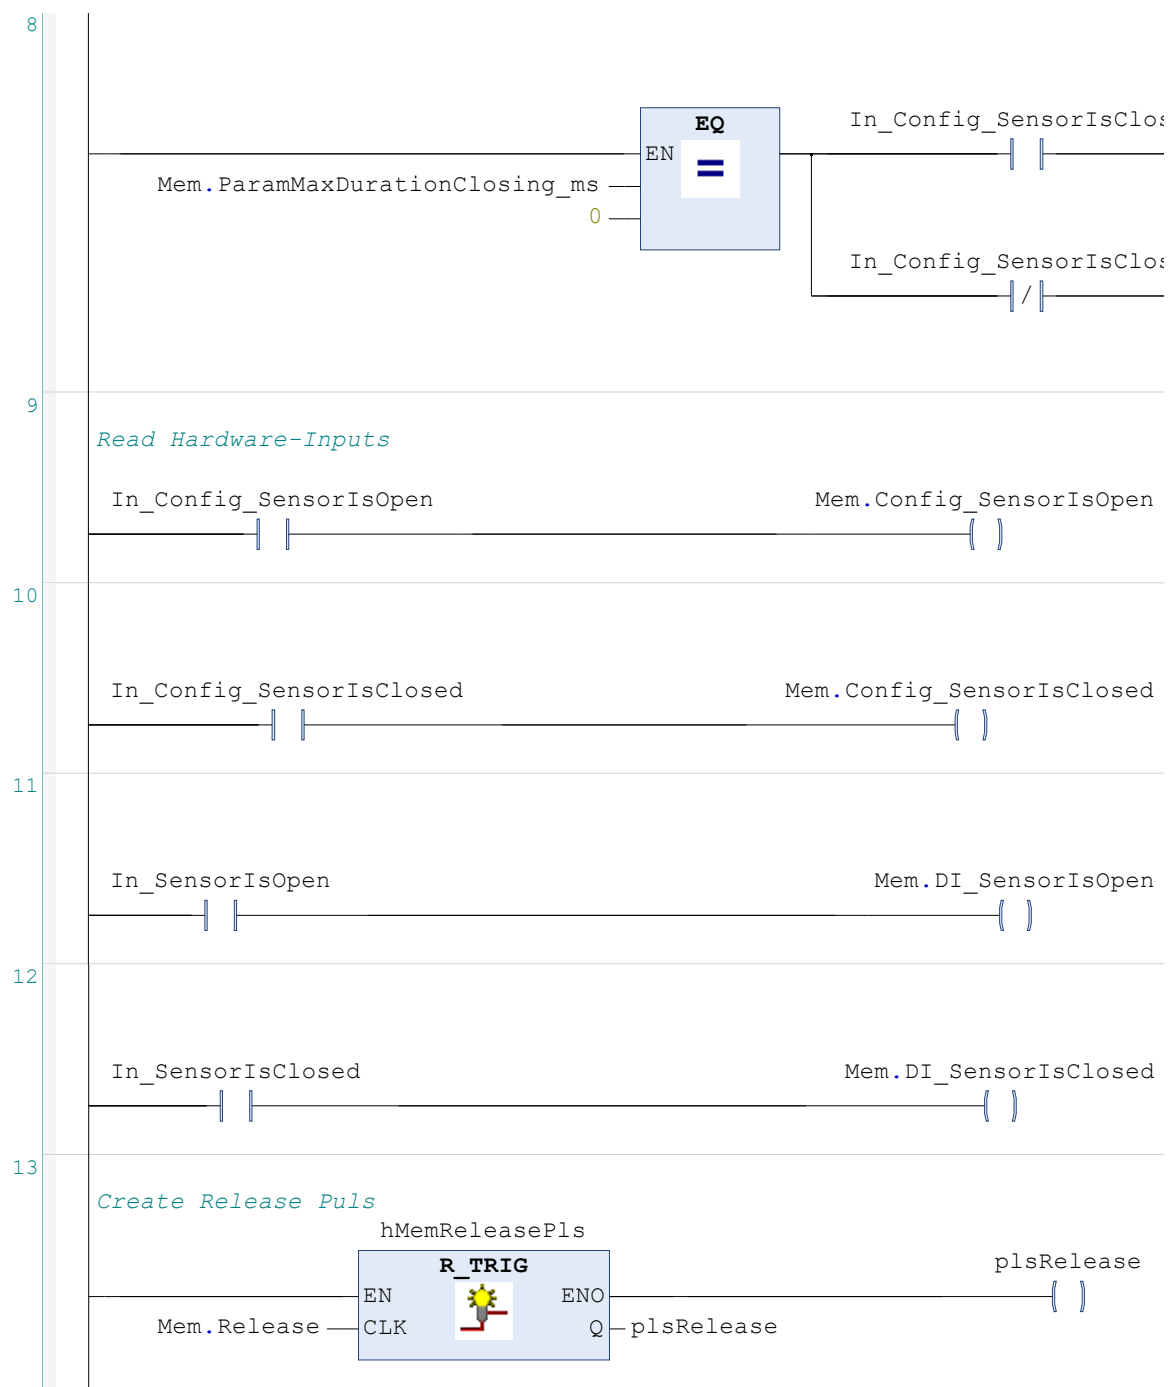 8
EQ
In_Config_SensorIsClos
EN
=
Mem.ParamMaxDurationClosing_ms
0
In_Config_SensorIsClos
/
9
Read Hardware-Inputs
In_Config_SensorIsOpen
Mem.Config_SensorIsOpen
10
In_Config_SensorIsClosed
Mem.Config_SensorIsClosed
11
In_SensorIsOpen
Mem.DI_SensorIsOpen
12
In_SensorIsClosed
Mem.DI_SensorIsClosed
13
Create Release Puls
hMemReleasePls
R_TRIG
plsRelease
EN
ENO
Mem.Release
CLK
Q
plsRelease